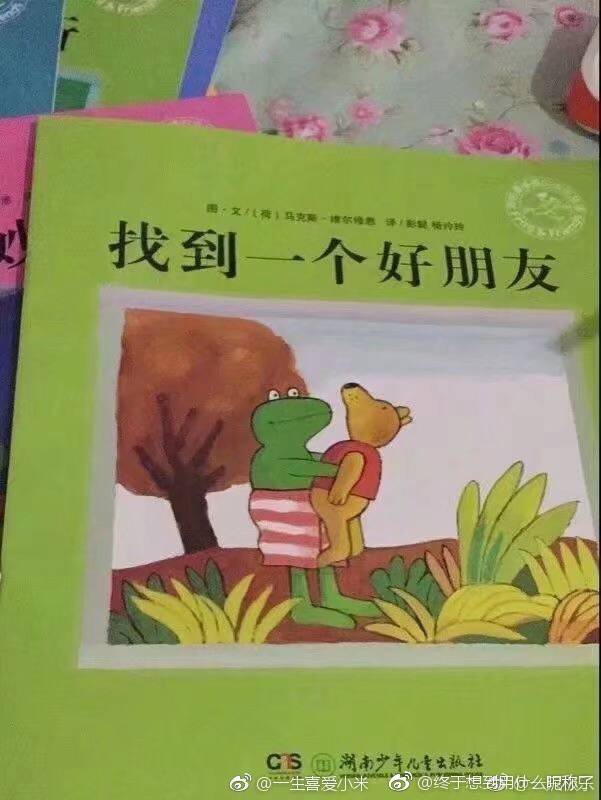 图·文/(荷)马克斯·维尔修思 译/彭懿 杨玲玲
找到一个好朋友
妙
湖南少年儿童出版社
@一生喜爱小米
@终于想到用什么昵称了